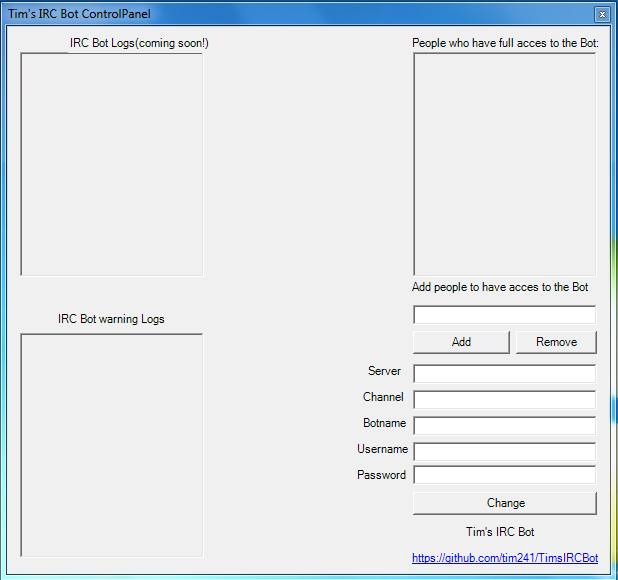 Tim's IRC Bot ControlPanel
IRC Bot Logs(coming soon!)
People who have full acces to the Bot:
Add people to have acces to the Bot
IRC Bot warning Logs
Add
Remove
Server
Channel
Botname
Username
Password
Change
Tim's IRC Bot
https://github.com/tim241/TimsIRCBot